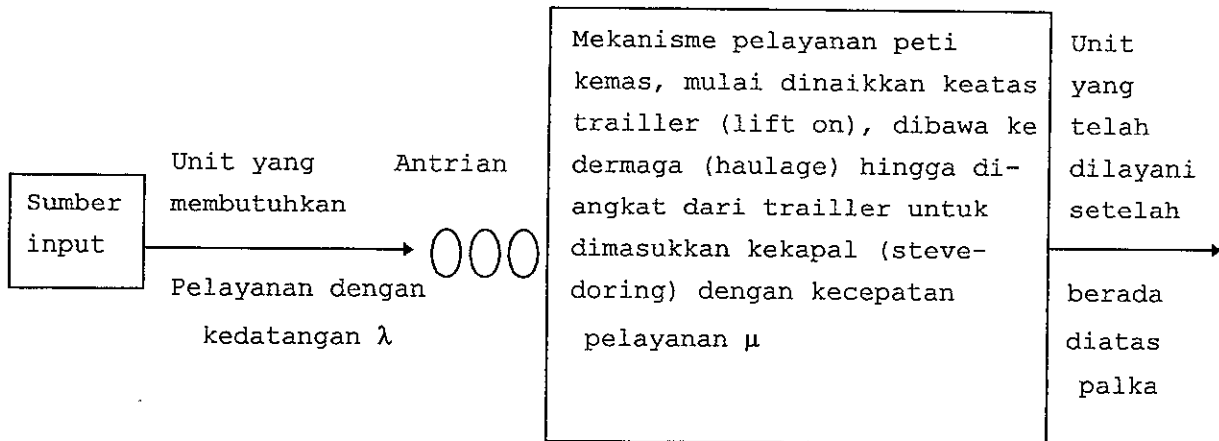 Sumber
input
Unit yang
membutuhkan
Pelayanan dengan
kedatangan λ
Antrian
Mekanisme pelayanan peti
kemas, mulai dinaikkan keatas
trailler (lift on), dibawa ke
dermaga (haulage) hingga di-
angkat dari trailler untuk
dimasukkan kekapal (steve-
doring) dengan kecepatan
pelayanan μ
Unit
yang
telah
dilayani
setelah
berada
diatas
palka